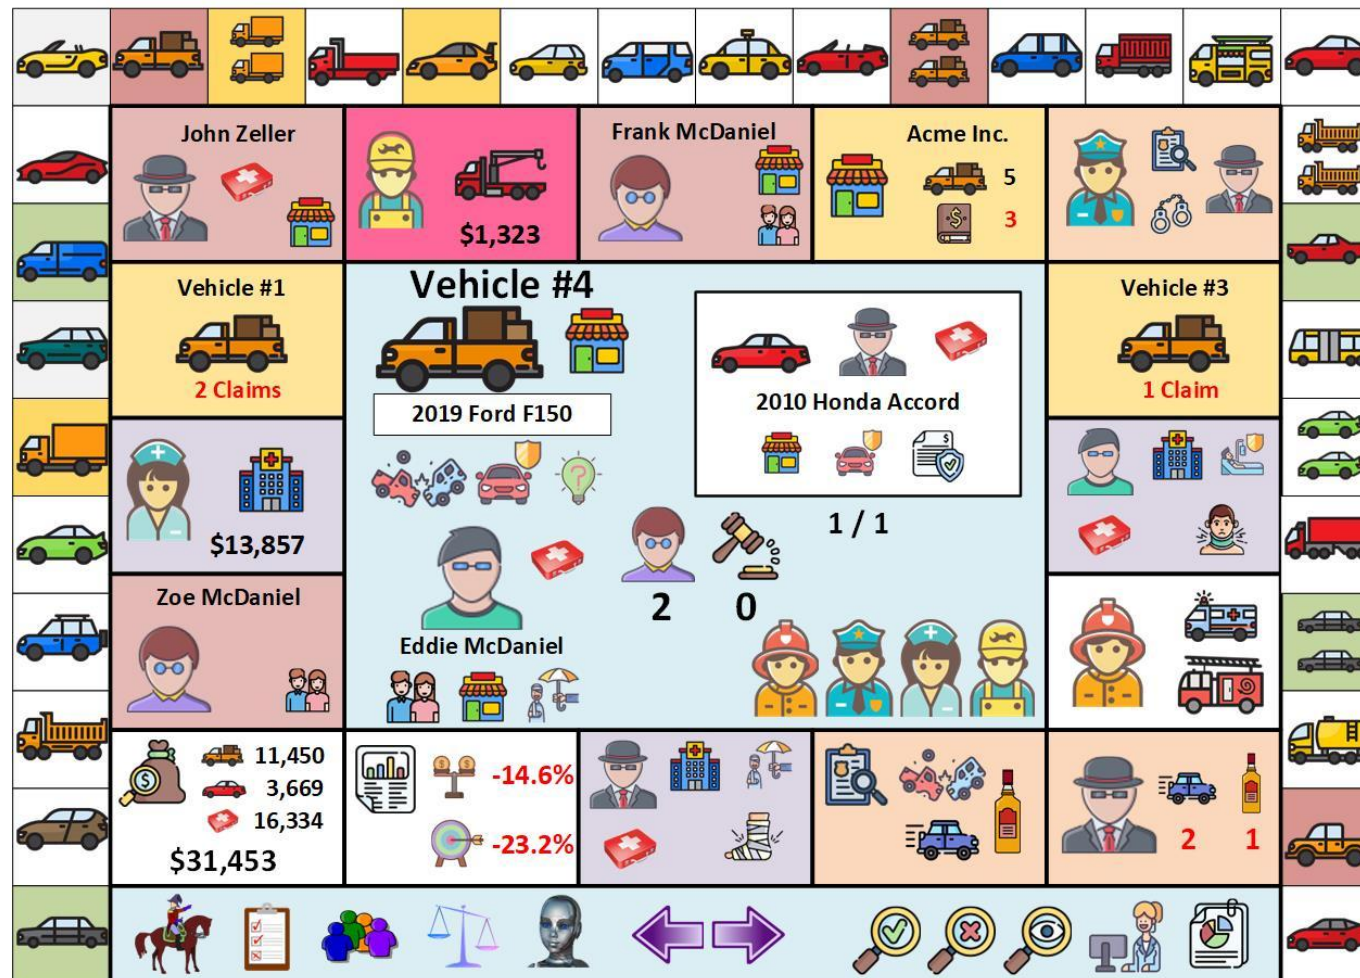 John Zeller
$1,323
Frank McDaniel
Acme Inc.
5
3
Vehicle #1
2 Claims
Vehicle #4
2019 Ford F150
2010 Honda Accord
1 / 1
2
0
Eddie McDaniel
Vehicle #3
1 Claim
$13,857
Zoe McDaniel
11,450
3,669
16,334
$31,453
-14.6%
-23.2%
2
1